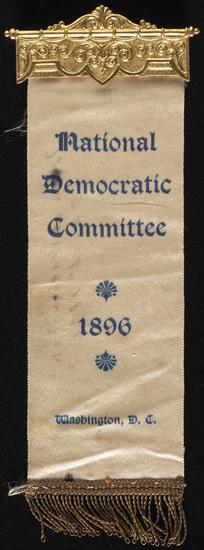 National
Democratic
Committee
1896
Washington, D. C.